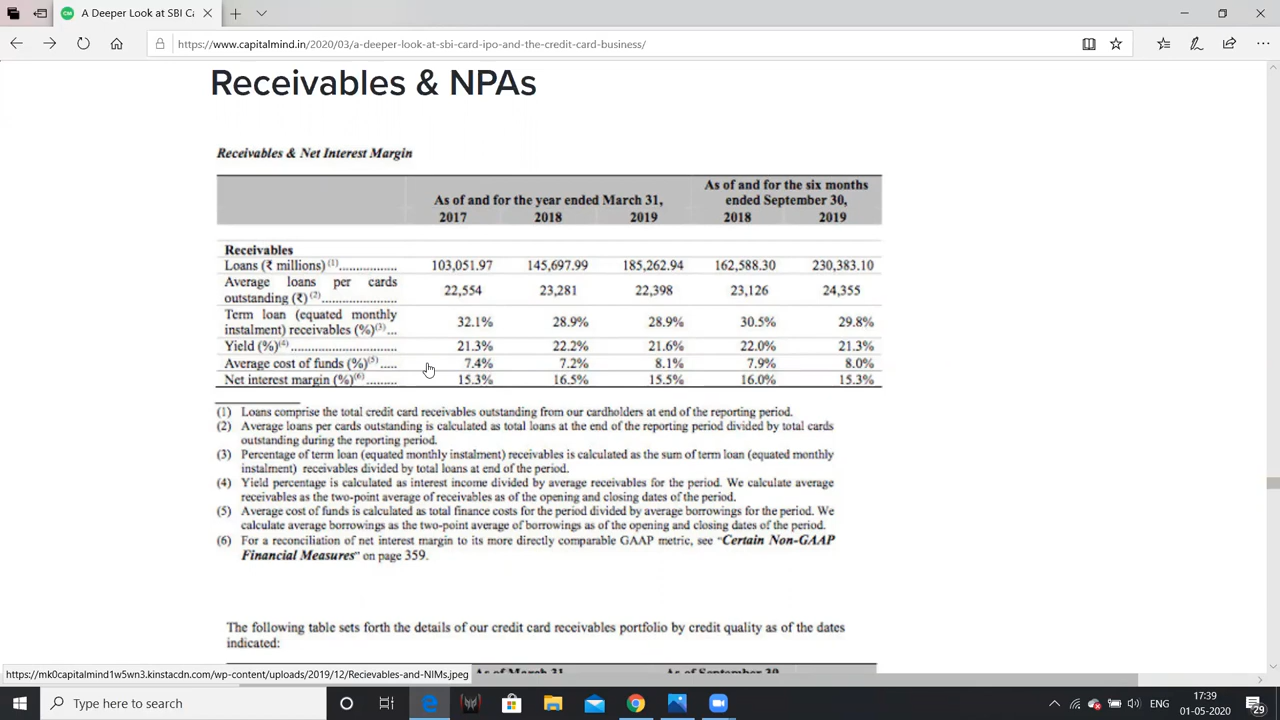 A Deeper Look at SBI Ca
https://www.capitalmind.in/2020/03/a-deeper-look-at-sbi-card-ipo-and-the-credit-card-business/
Receivables & NPAs
Receivables & Net Interest Margin
As of and for the year ended March 31,
As of and for the six months
ended September 30,
2017 2018 2019 2018 2019
Receivables
Loans (₹ millions) (1)................ 103,051.97 145,697.99 185,262.94 162,588.30 230,383.10
Average loans per cards
outstanding (₹)(2)..................... 22,554 23,281 22,398 23,126 24,355
Term loan (equated monthly
instalment) receivables (%)(3)... 32.1% 28.9% 28.9% 30.5% 29.8%
Yield (%)(4)............................. 21.3% 22.2% 21.6% 22.0% 21.3%
Average cost of funds (%)(5)..... 7.4% 7.2% 8.1% 7.9% 8.0%
Net interest margin (%)(6)......... 15.3% 16.5% 15.5% 16.0% 15.3%
(1) Loans comprise the total credit card receivables outstanding from our cardholders at end of the reporting period.
(2) Average loans per cards outstanding is calculated as total loans at the end of the reporting period divided by total cards
outstanding during the reporting period.
(3) Percentage of term loan (equated monthly instalment) receivables is calculated as the sum of term loan (equated monthly
instalment) receivables divided by total loans at end of the period.
(4) Yield percentage is calculated as interest income divided by average receivables for the period. We calculate average
receivables as the two-point average of receivables as of the opening and closing dates of the period.
(5) Average cost of funds is calculated as total finance costs for the period divided by average borrowings for the period. We
calculate average borrowings as the two-point average of borrowings as of the opening and closing dates of the period.
(6) For a reconciliation of net interest margin to its more directly comparable GAAP metric, see "Certain Non-GAAP
Financial Measures" on page 359.
The following table sets forth the details of our credit card receivables portfolio by credit quality as of the dates
indicated:
As of March 31 As of September 30
https://mk0capitalmind1w5wn3.kinstacdn.com/wp-content/uploads/2019/12/Recievables-and-NIMs.jpeg
Type here to search
ENG
17:39
01-05-2020
29